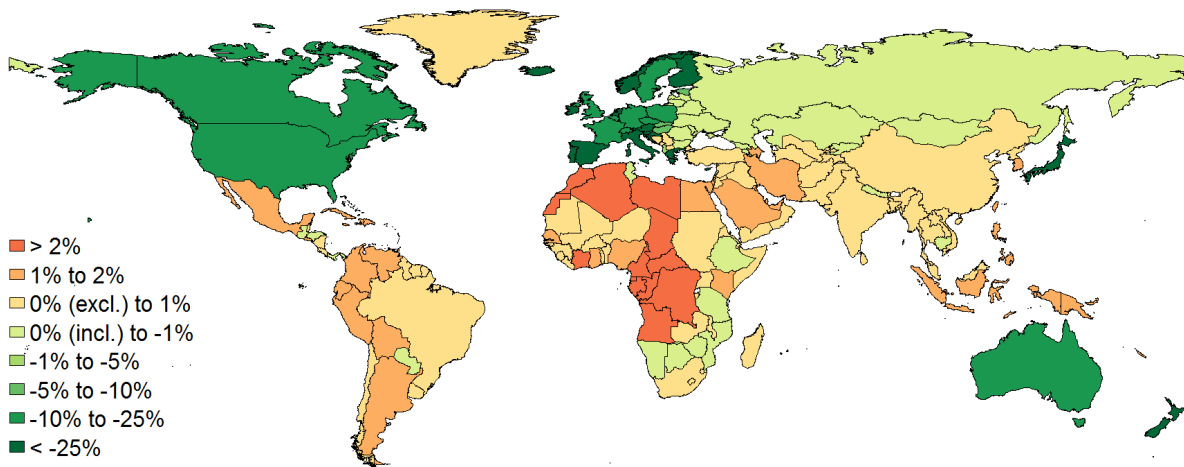 > 2%
1% to 2%
0% (excl.) to 1%
0% (incl.) to -1%
-1% to -5%
-5% to -10%
-10% to -25%
< -25%